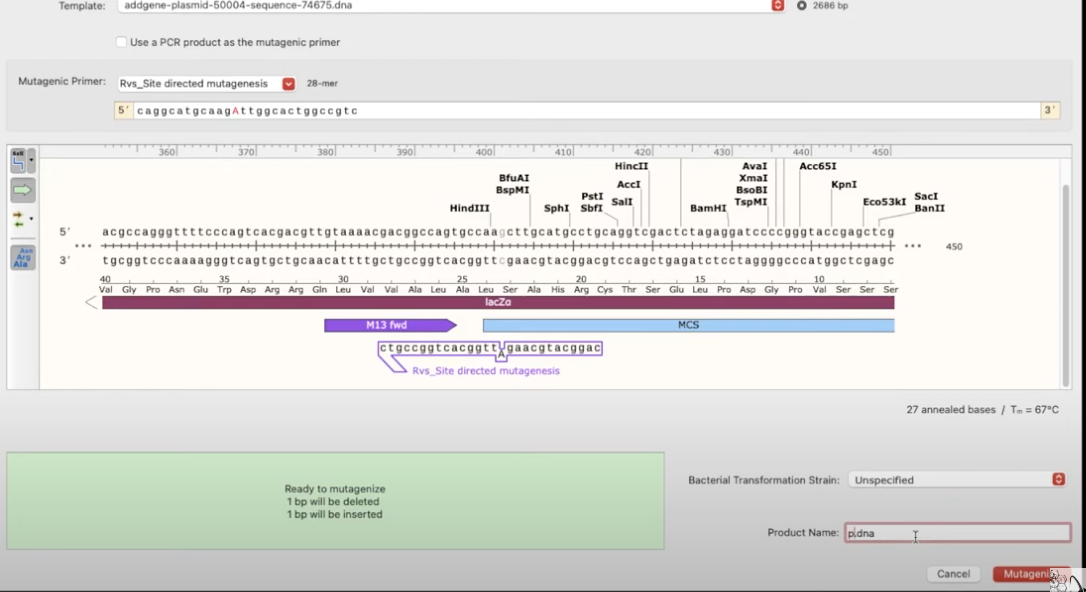 Template: addgene-plasmid-50004-sequence-74675.dna 2686 bp
Use a PCR product as the mutagenic primer
Mutagenic Primer: Rvs_Site directed mutagenesis 28-mer
5' caggcatgcaagAttggcactggccgtc 3'
360 370 380 390 400 410 420 430 440 450
HincII AvaI Acc65I
BfuAI XmaI
BspMI PstI AccI BsoBI KpnI
HindIII SphI SbfI SalI BamHI TspMI Eco53kI SacI
BanII
5' acgccagggttttcccagtcacgacgttgtaaaacgacggccagtgccaagcttgcatgcctgcaggtcgactctagaggatccccgggtaccgagctcg
••• ••• 450
3' tgcggtcccaaaagggtcagtgctgcaacattttgctgccggtcacggttcgaacgtacggacgtccagctgagatctcctaggggcccatggctcgagc
40 35 30 25 20 15 10
Val Gly Pro Asn Glu Trp Asp Arg Arg Gln Leu Val Val Ala Leu Ala Leu Ser Ala His Arg Cys Thr Ser Glu Leu Pro Asp Gly Pro Val Ser Ser Ser
lacZα
M13 fwd MCS
ctgccggtcacggttAgaacgtacggac
Rvs_Site directed mutagenesis
27 annealed bases / Tm = 67°C
Ready to mutagenize
1 bp will be deleted
1 bp will be inserted
Bacterial Transformation Strain: Unspecified
Product Name: p.dna
Cancel